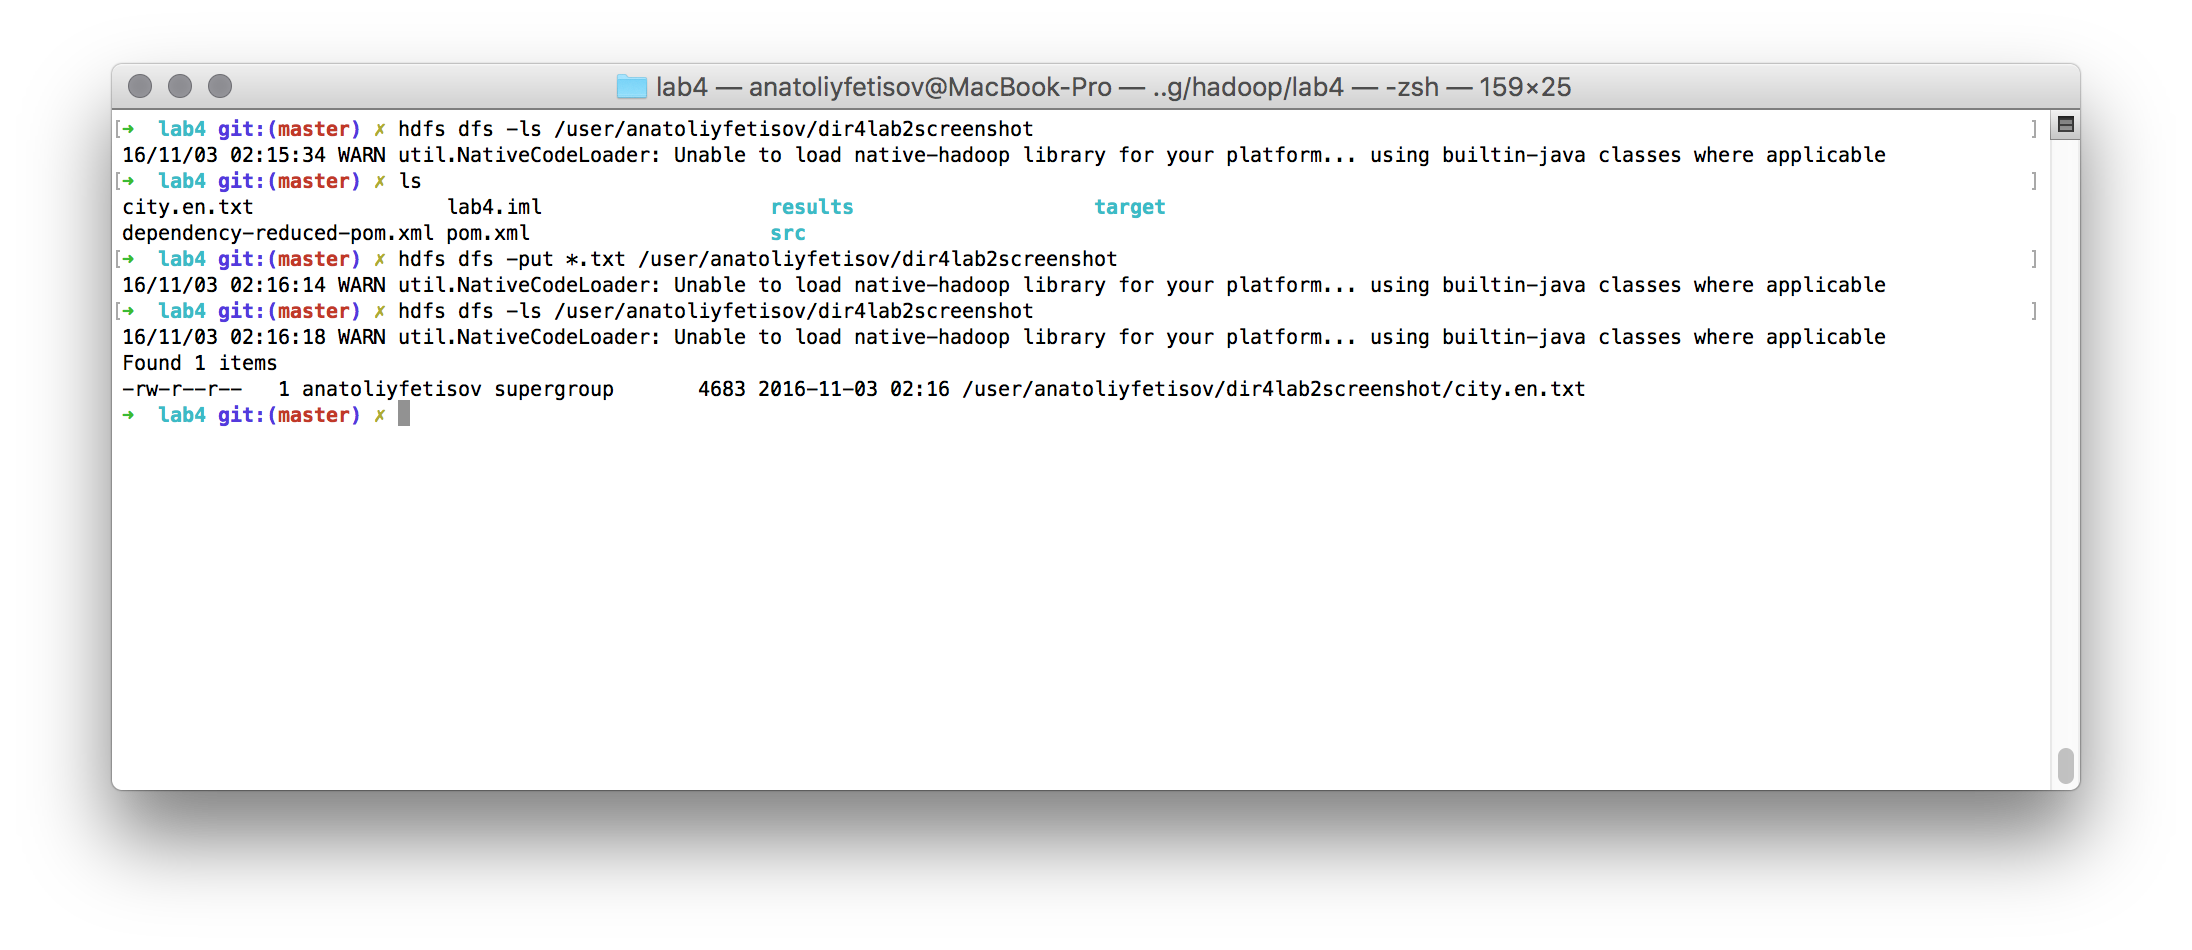 lab4 — anatoliyfetisov@MacBook-Pro — ..g/hadoop/lab4 — -zsh — 159×25
[➜  lab4 git:(master) ✗ hdfs dfs -ls /user/anatoliyfetisov/dir4lab2screenshot ]
16/11/03 02:15:34 WARN util.NativeCodeLoader: Unable to load native-hadoop library for your platform... using builtin-java classes where applicable
[➜  lab4 git:(master) ✗ ls ]
city.en.txt                lab4.iml                   results                    target
dependency-reduced-pom.xml pom.xml                    src
[➜  lab4 git:(master) ✗ hdfs dfs -put *.txt /user/anatoliyfetisov/dir4lab2screenshot ]
16/11/03 02:16:14 WARN util.NativeCodeLoader: Unable to load native-hadoop library for your platform... using builtin-java classes where applicable
[➜  lab4 git:(master) ✗ hdfs dfs -ls /user/anatoliyfetisov/dir4lab2screenshot ]
16/11/03 02:16:18 WARN util.NativeCodeLoader: Unable to load native-hadoop library for your platform... using builtin-java classes where applicable
Found 1 items
-rw-r--r--   1 anatoliyfetisov supergroup       4683 2016-11-03 02:16 /user/anatoliyfetisov/dir4lab2screenshot/city.en.txt
➜  lab4 git:(master) ✗